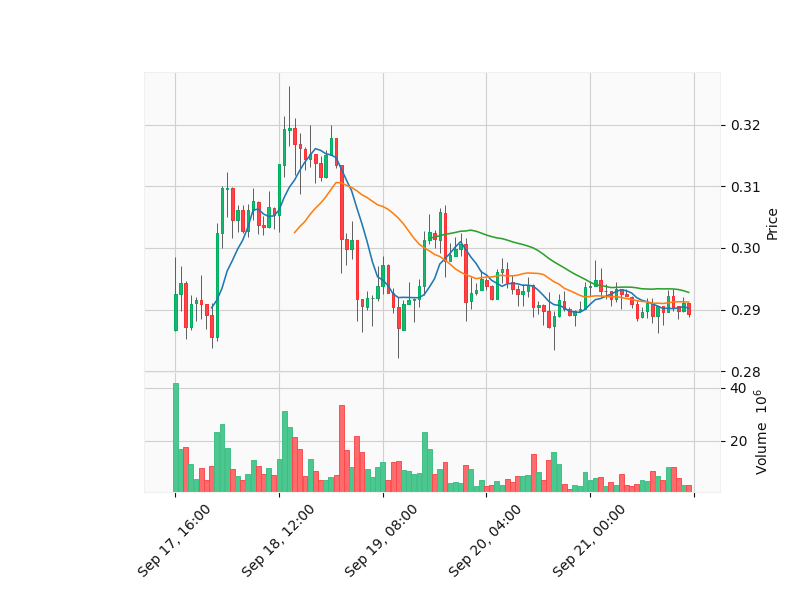 0.32
0.31
0.30
0.29
0.28
Price
40
20
Volume 10^6
Sep 17, 16:00
Sep 18, 12:00
Sep 19, 08:00
Sep 20, 04:00
Sep 21, 00:00